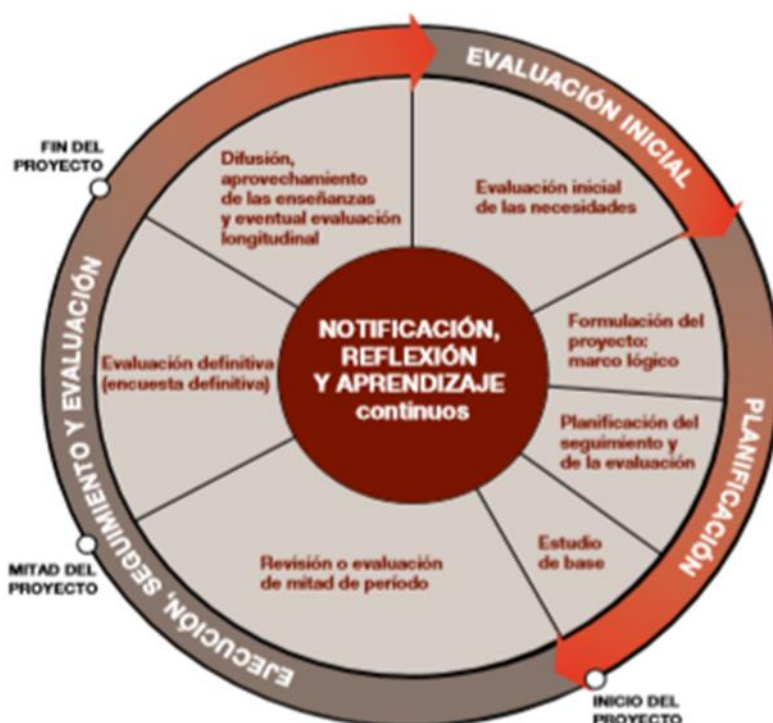 EVALUACIÓN INICIAL
FIN DEL
PROYECTO
Difusión,
aprovechamiento
de las enseñanzas
y eventual evaluación
longitudinal
Evaluación inicial
de las necesidades
NOTIFICACIÓN,
REFLEXIÓN
Y APRENDIZAJE
continuos
Formulación del
proyecto:
marco lógico
Evaluación definitiva
(encuesta definitiva)
Planificación del
seguimiento y
de la evaluación
PLANIFICACIÓN
Estudio
de base
Revisión o evaluación
de mitad de período
MITAD DEL
PROYECTO
EJECUCIÓN, SEGUIMIENTO Y EVALUACIÓN
INICIO DEL
PROYECTO